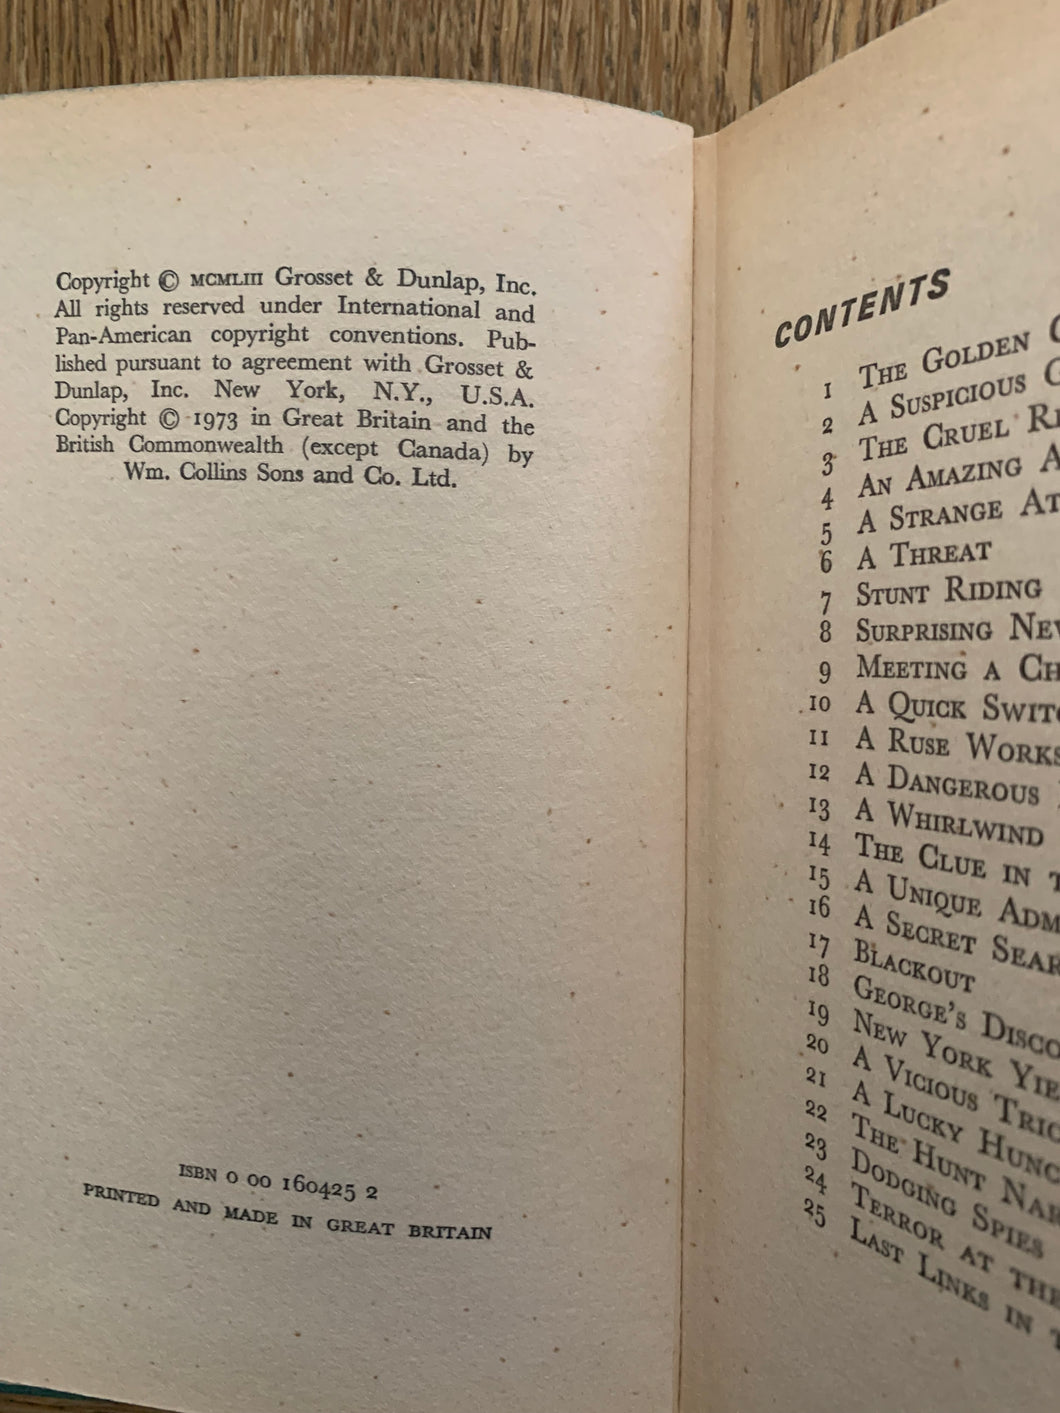 Copyright © MCMLIII Grosset & Dunlap, Inc.
All rights reserved under International and
Pan-American copyright conventions. Pub-
lished pursuant to agreement with Grosset &
Dunlap, Inc. New York, N.Y., U.S.A.
Copyright © 1973 in Great Britain and the
British Commonwealth (except Canada) by
Wm. Collins Sons and Co. Ltd.
ISBN 0 00 160425 2
PRINTED AND MADE IN GREAT BRITAIN
CONTENTS
1 THE GOLDEN
2 A SUSPICIOUS
3 THE CRUEL
4 AN AMAZING
5 A STRANGE
6 A THREAT
7 STUNT RIDING
8 SURPRISING
9 MEETING A
10 A QUICK
11 A RUSE WORKS
12 A DANGEROUS
13 A WHIRLWIND
14 THE CLUE IN
15 A UNIQUE
16 A SECRET
17 BLACKOUT
18 GEORGE'S
19 NEW YORK
20 A VICIOUS
21 A LUCKY
22 THE HUNT
23 DODGING SPIES
24 TERROR AT THE
25 LAST LINKS IN